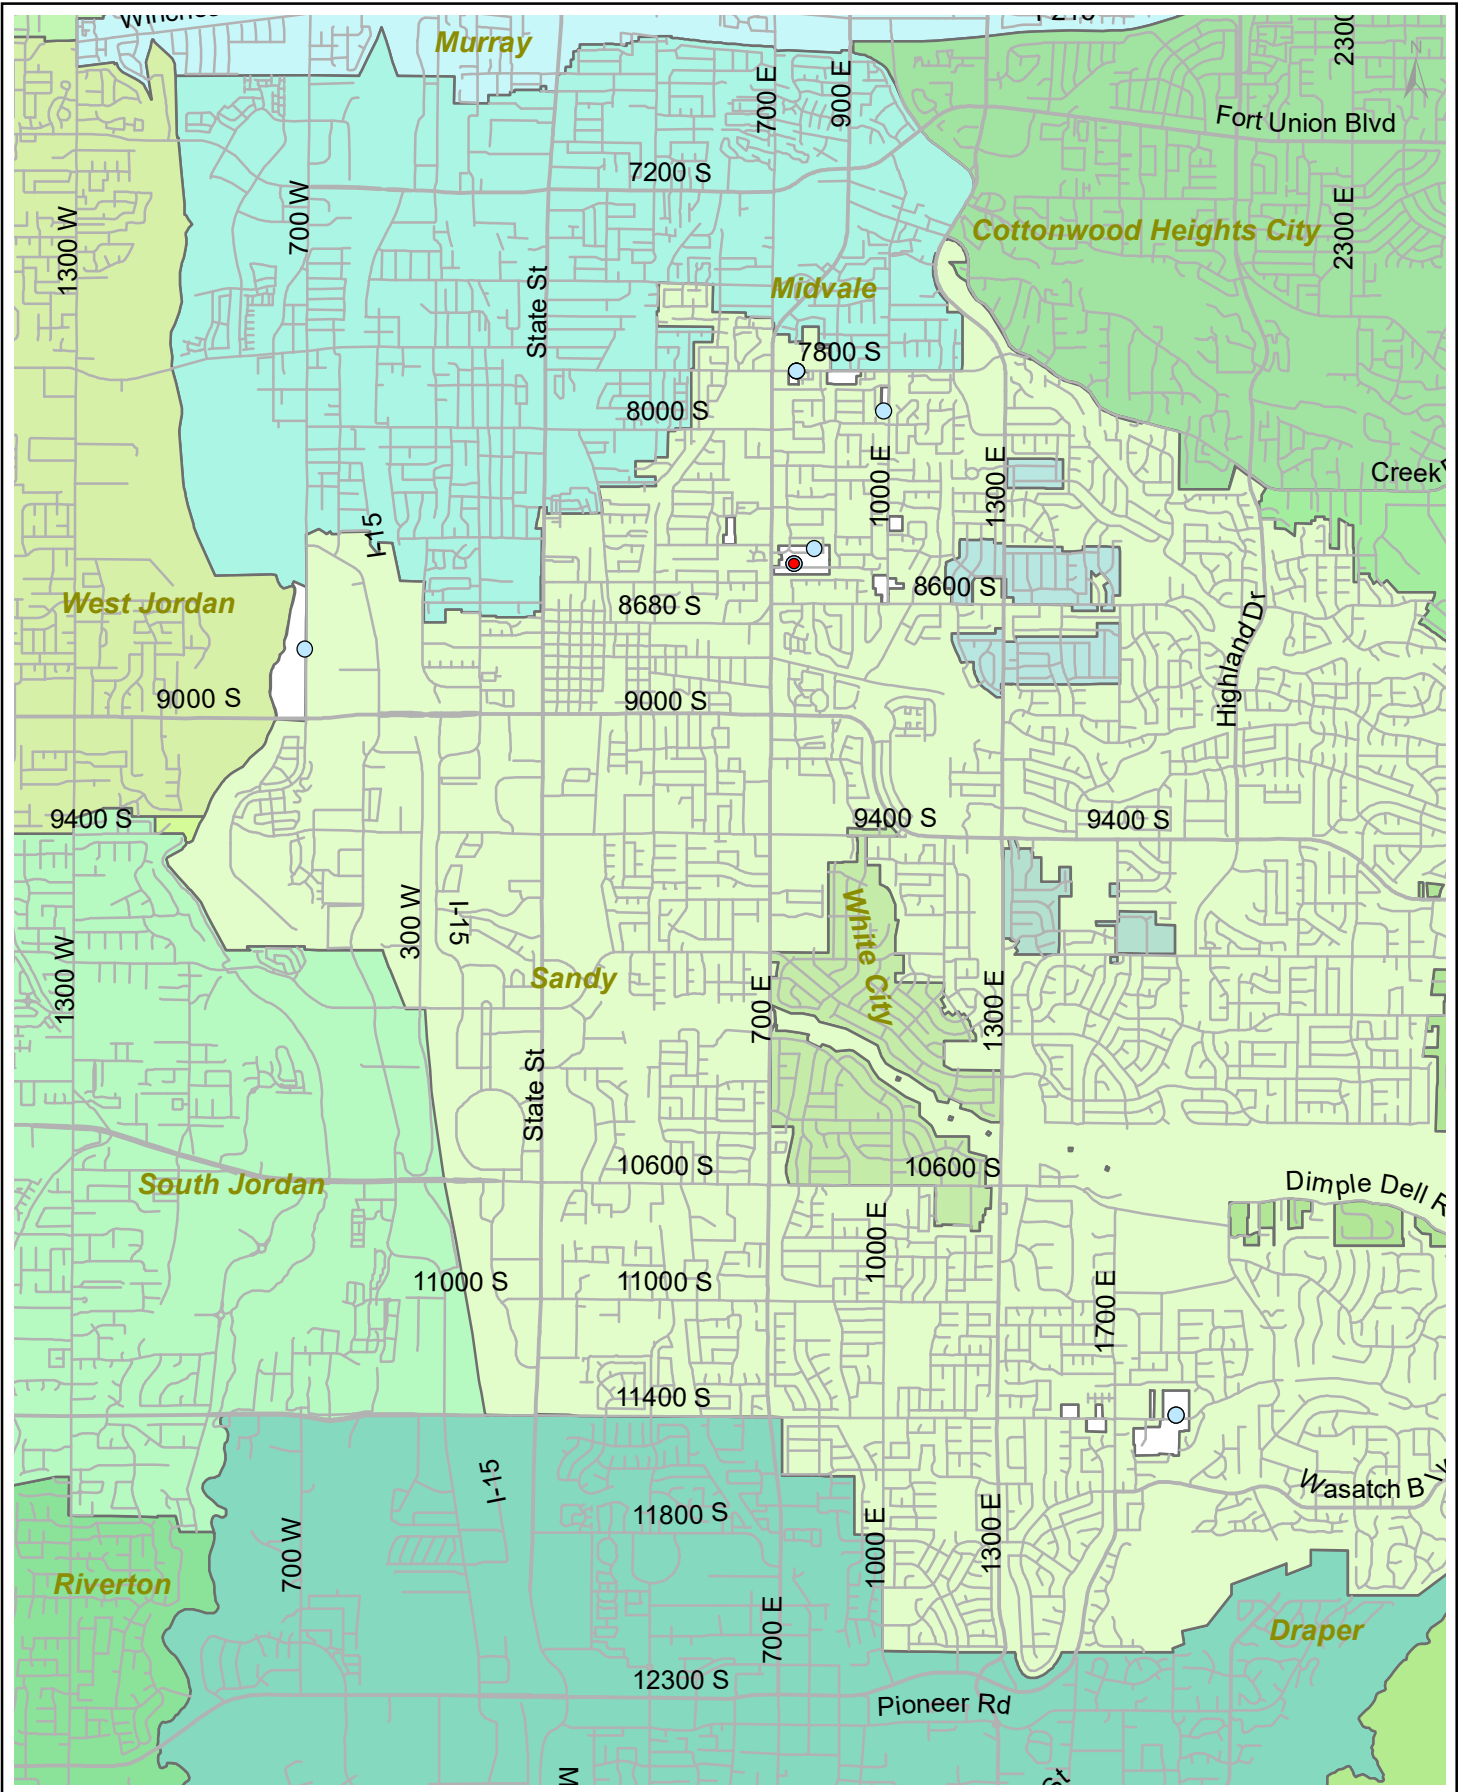 Murray
2300
N
700 E
900 E
Fort Union Blvd
7200 S
1300 W
700 W
2300 E
Cottonwood Heights City
Midvale
State St
7800 S
8000 S
1000 E
1300 E
Creek
I-15
8600 S
West Jordan
8680 S
Highland Dr
9000 S
9000 S
9400 S
9400 S
9400 S
300 W
I-15
White City
1300 W
Sandy
700 E
1300 E
State St
10600 S
10600 S
South Jordan
Dimple Dell R
1000 E
11000 S
11000 S
1700 E
11400 S
I-15
Wasatch Blv
11800 S
700 W
1000 E
1300 E
Riverton
700 E
Draper
12300 S
Pioneer Rd
M
St